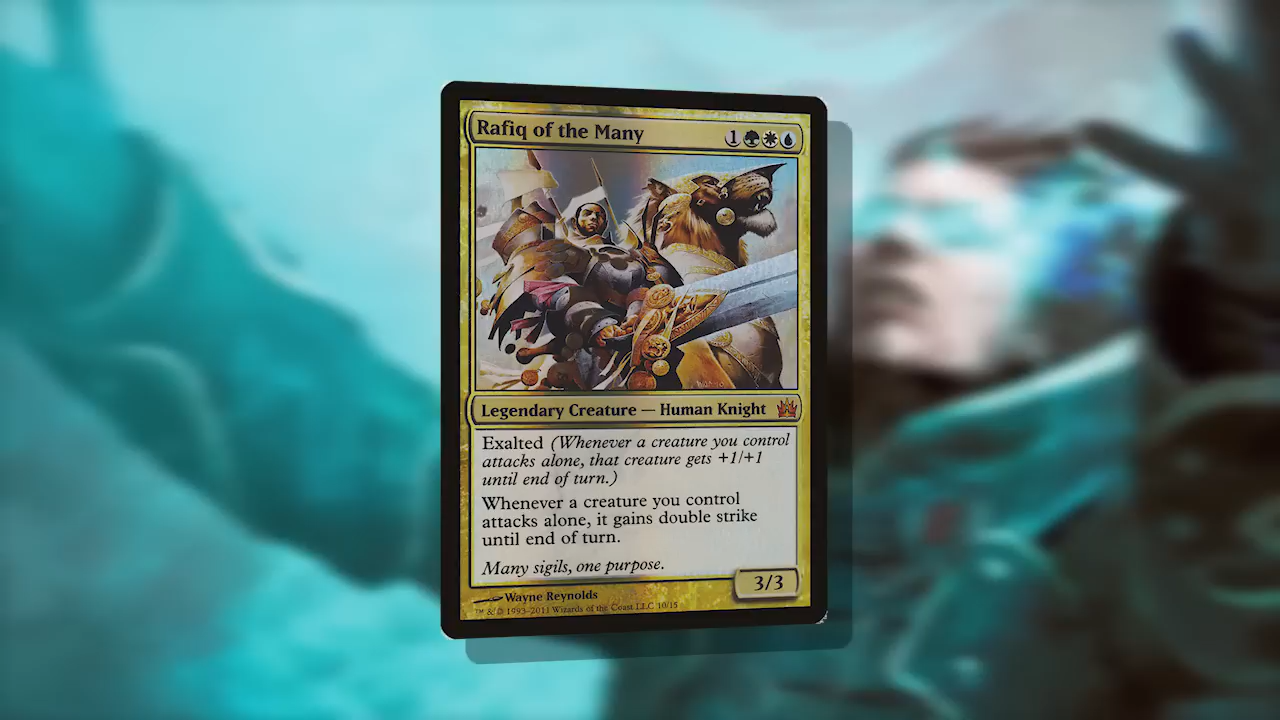 Rafiq of the Many
1
Legendary Creature — Human Knight
Exalted (Whenever a creature you control
attacks alone, that creature gets +1/+1
until end of turn.)
Whenever a creature you control
attacks alone, it gains double strike
until end of turn.
Many sigils, one purpose.
3/3
Wayne Reynolds
™ & © 1993–2011 Wizards of the Coast LLC 10/15